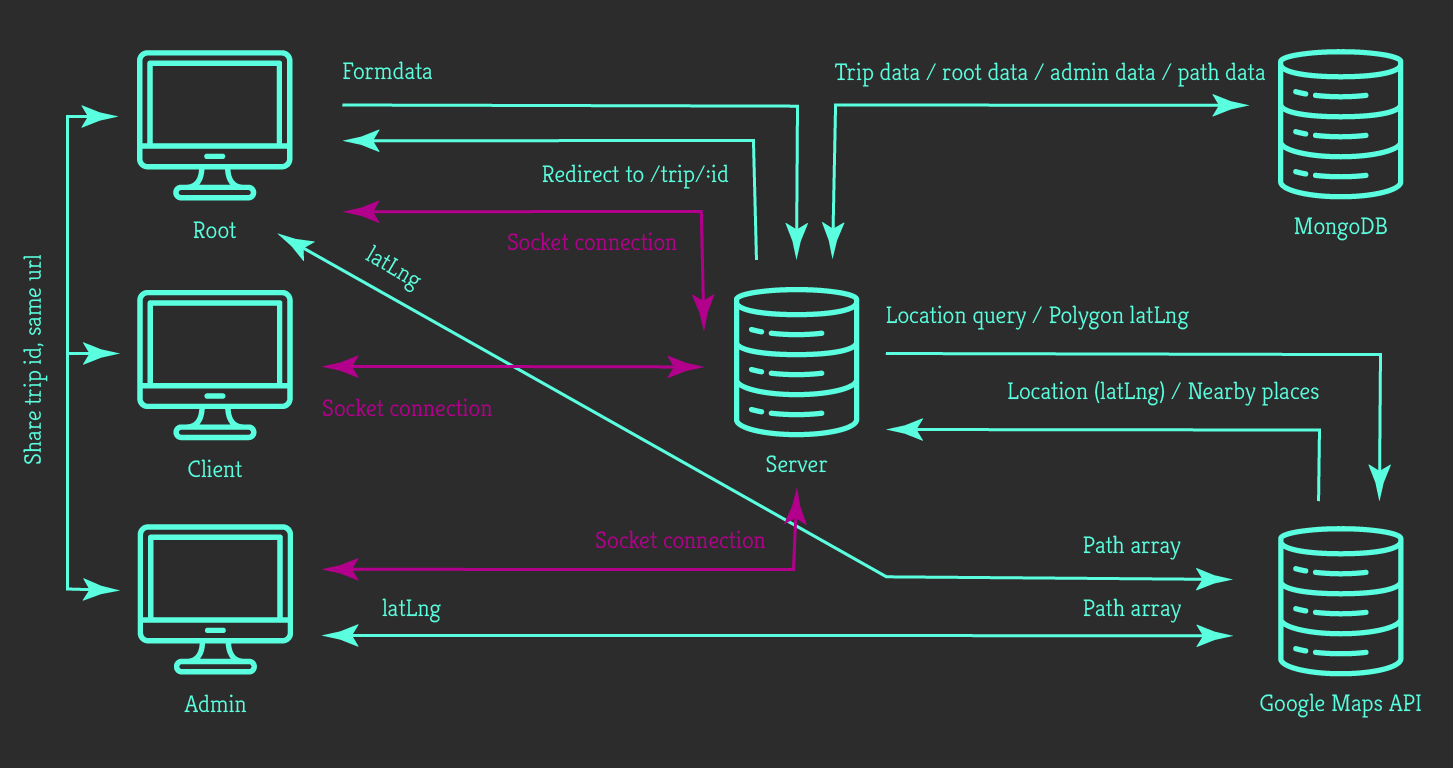 Formdata
Trip data / root data / admin data / path data
Redirect to /trip/:id
Root
MongoDB
Socket connection
latLng
Share trip id, same url
Location query / Polygon latLng
Location (latLng) / Nearby places
Socket connection
Client
Server
Socket connection
Path array
latLng
Path array
Admin
Google Maps API